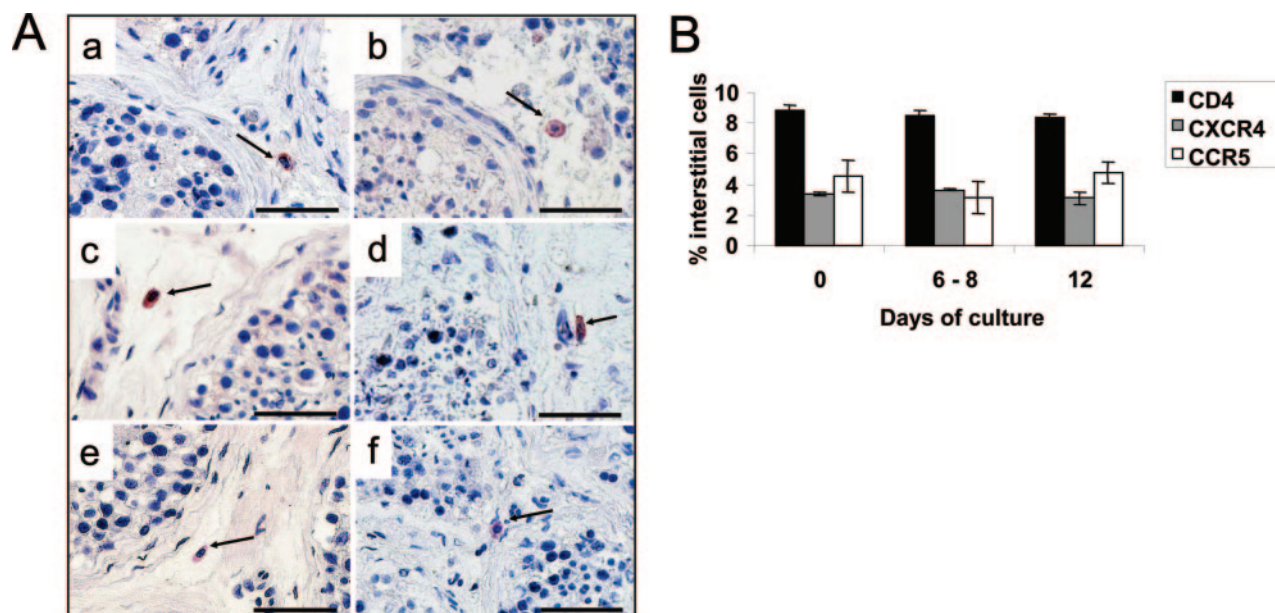 A
a
b
c
d
e
f
B
10
8
6
4
2
0
% interstitial cells
0
6 - 8
12
Days of culture
CD4
CXCR4
CCR5